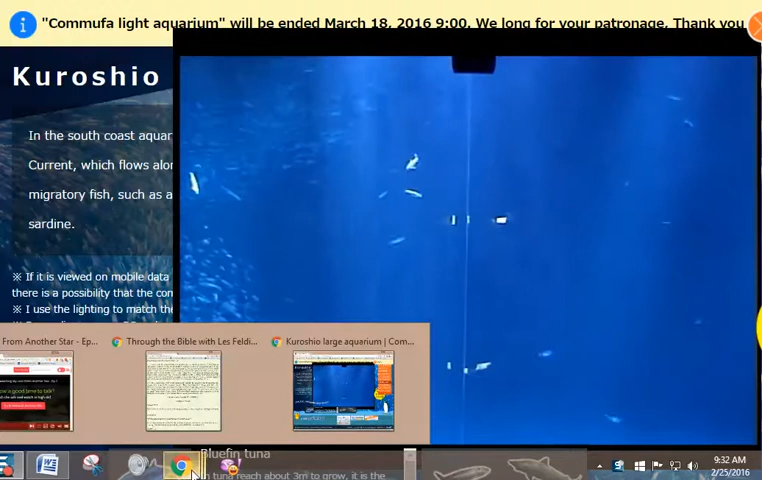 "Commufa light aquarium" will be ended March 18, 2016 9:00. We long for your patronage. Thank you
Kuroshio
In the south coast aquar
Current, which flows alon
migratory fish, such as a
sardine.
※ If it is viewed on mobile data
there is a possibility that the con
※ I use the lighting to match the
From Another Star - Ep...
Through the Bible with Les Feldi...
Kuroshio large aquarium | Com...
Bluefin tuna
n tuna reach about 3m to grow, it is the
9:32 AM
2/25/2016